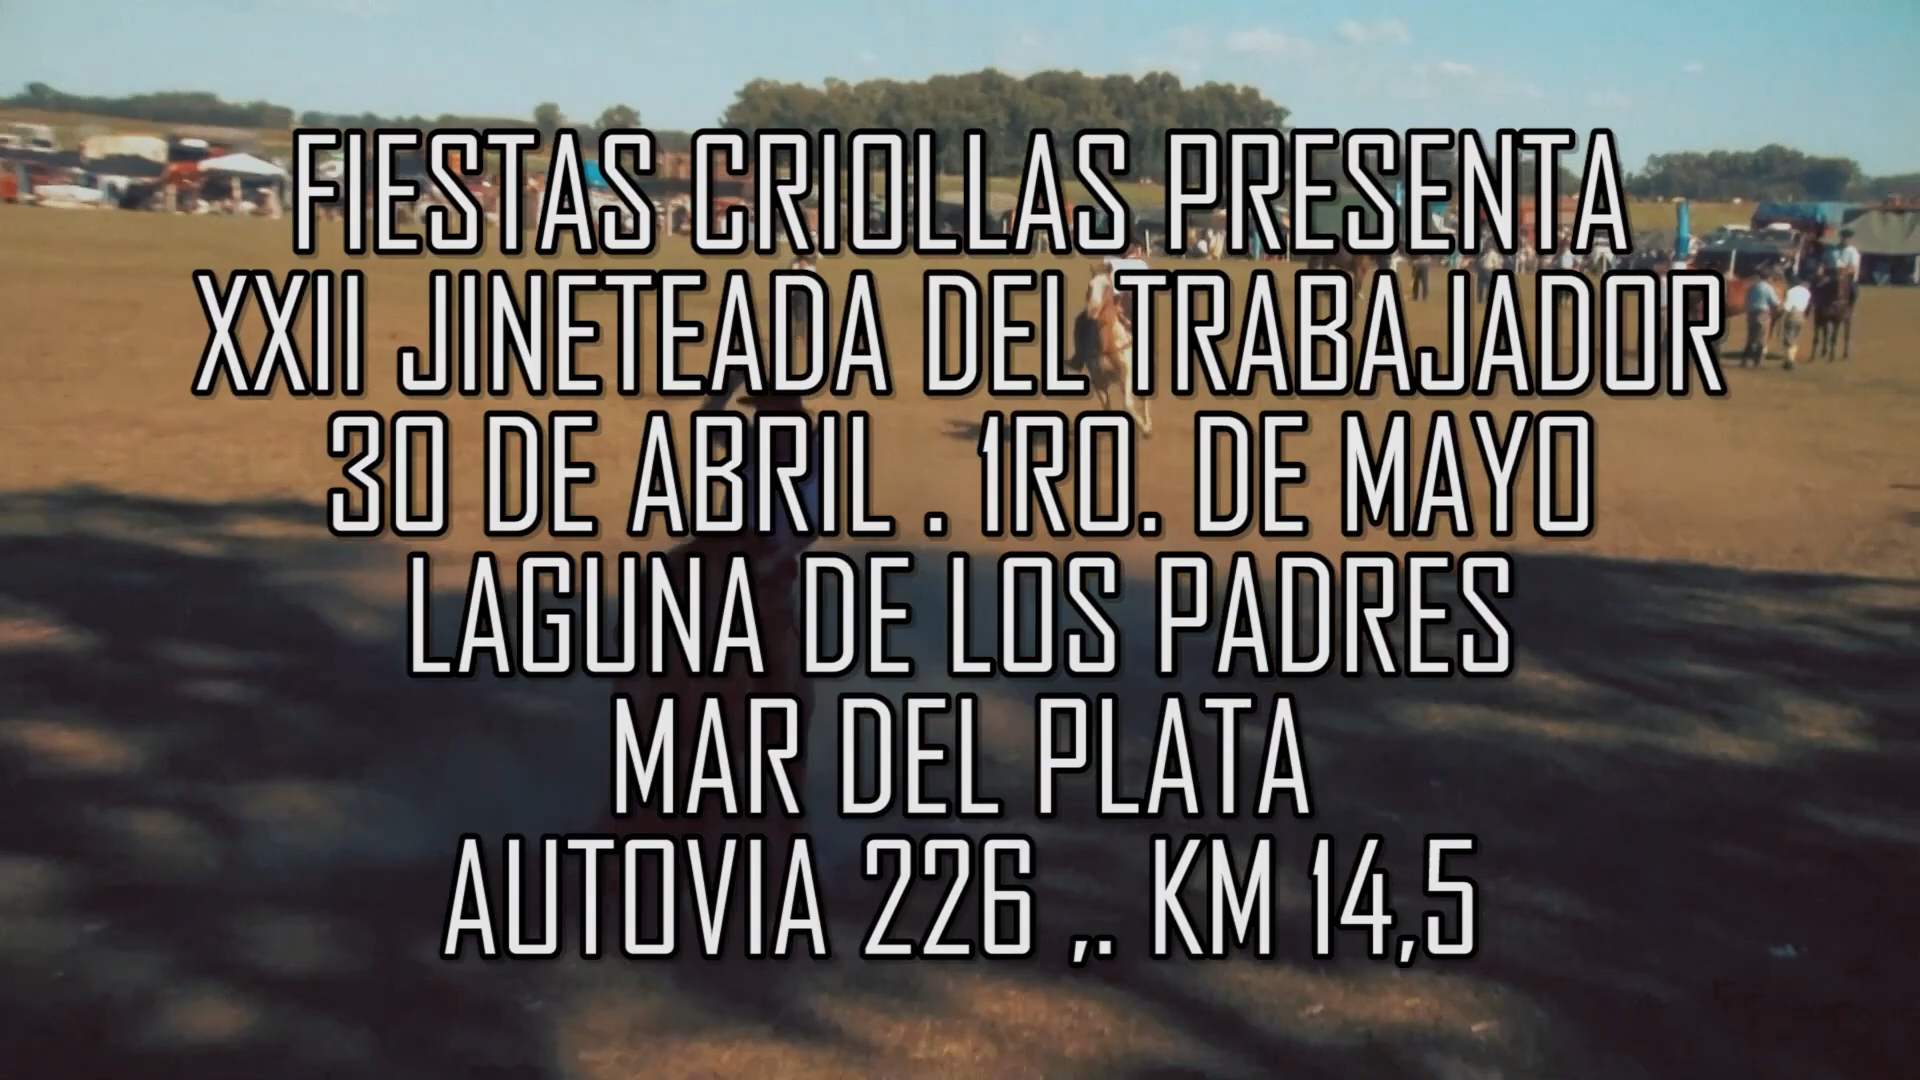 FIESTAS CRIOLLAS PRESENTA
XXII JINETEADA DEL TRABAJADOR
30 DE ABRIL . 1RO. DE MAYO
LAGUNA DE LOS PADRES
MAR DEL PLATA
AUTOVIA 226 ,. KM 14,5